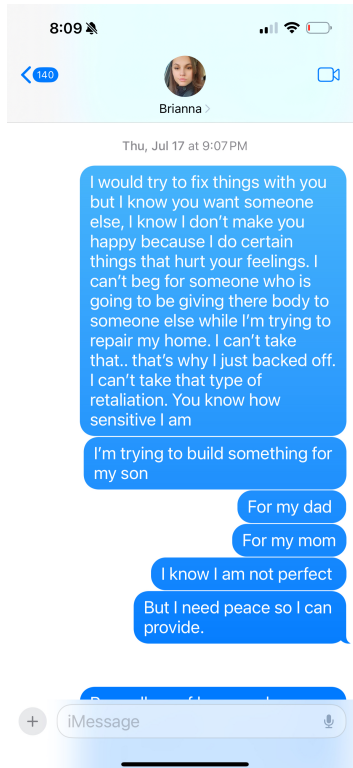 8:09
140
Brianna
Thu, Jul 17 at 9:07 PM
I would try to fix things with you
but I know you want someone
else, I know I don't make you
happy because I do certain
things that hurt your feelings. I
can't beg for someone who is
going to be giving there body to
someone else while I'm trying to
repair my home. I can't take
that.. that's why I just backed off.
I can't take that type of
retaliation. You know how
sensitive I am
I'm trying to build something for
my son
For my dad
For my mom
I know I am not perfect
But I need peace so I can
provide.
iMessage